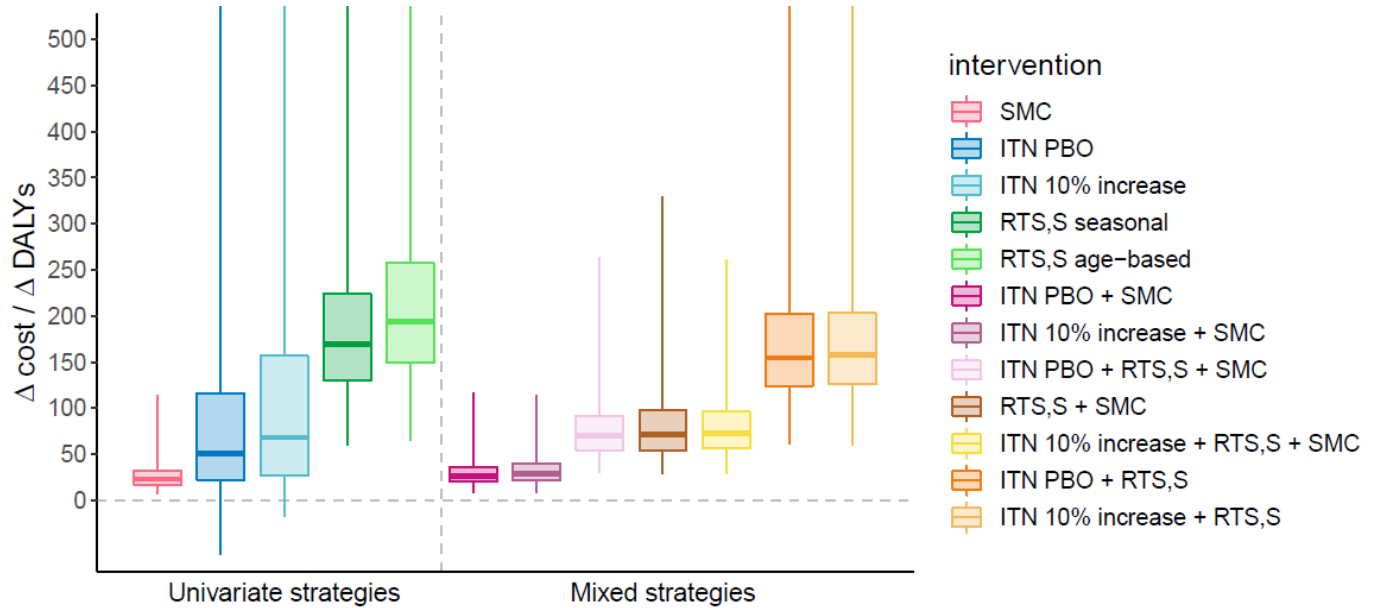 Δ cost / Δ DALYs
500
450
400
350
300
250
200
150
100
50
0
Univariate strategies
Mixed strategies
intervention
SMC
ITN PBO
ITN 10% increase
RTS,S seasonal
RTS,S age−based
ITN PBO + SMC
ITN 10% increase + SMC
ITN PBO + RTS,S + SMC
RTS,S + SMC
ITN 10% increase + RTS,S + SMC
ITN PBO + RTS,S
ITN 10% increase + RTS,S